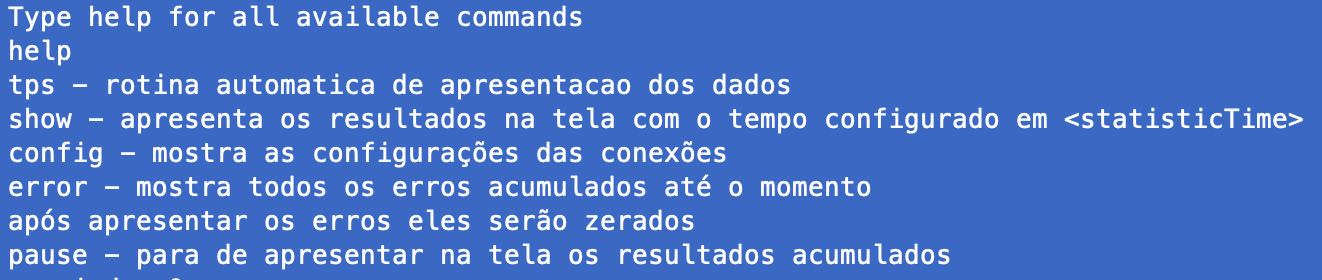 Type help for all available commands
help
tps – rotina automatica de apresentacao dos dados
show – apresenta os resultados na tela com o tempo configurado em <statisticTime>
config – mostra as configurações das conexões
error – mostra todos os erros acumulados até o momento
após apresentar os erros eles serão zerados
pause – para de apresentar na tela os resultados acumulados